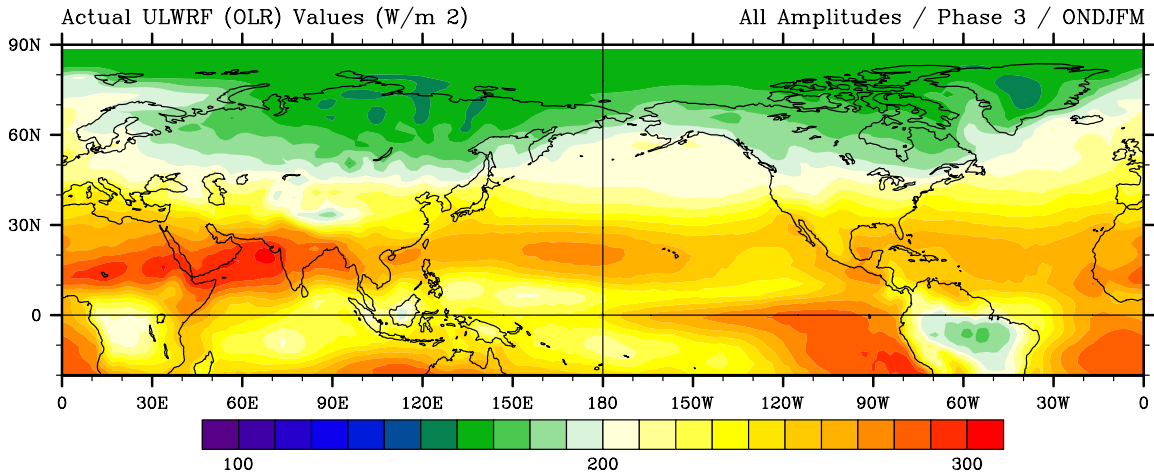 Actual ULWRF (OLR) Values (W/m 2) All Amplitudes / Phase 3 / ONDJFM
90N
60N
30N
0
0 30E 60E 90E 120E 150E 180 150W 120W 90W 60W 30W 0
100 200 300